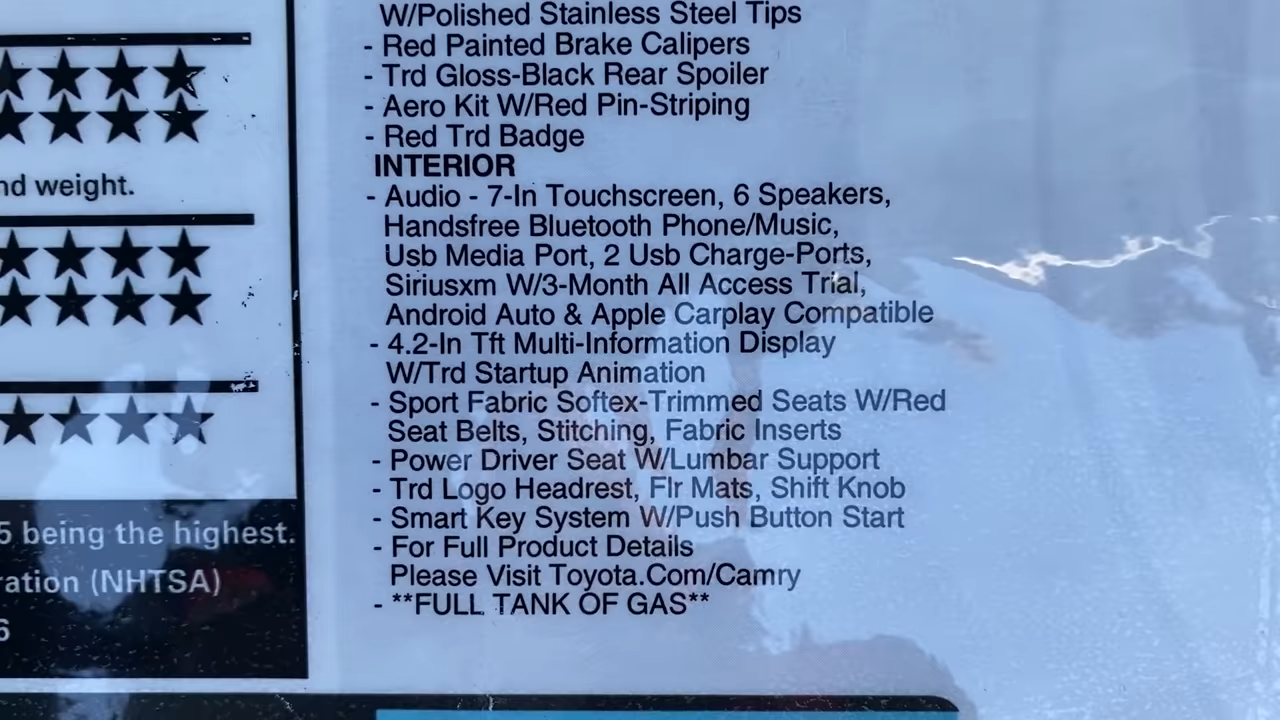 W/Polished Stainless Steel Tips
- Red Painted Brake Calipers
- Trd Gloss-Black Rear Spoiler
- Aero Kit W/Red Pin-Striping
- Red Trd Badge
INTERIOR
- Audio - 7-In Touchscreen, 6 Speakers,
Handsfree Bluetooth Phone/Music,
Usb Media Port, 2 Usb Charge-Ports,
Siriusxm W/3-Month All Access Trial,
Android Auto & Apple Carplay Compatible
- 4.2-In Tft Multi-Information Display
W/Trd Startup Animation
- Sport Fabric Softex-Trimmed Seats W/Red
Seat Belts, Stitching, Fabric Inserts
- Power Driver Seat W/Lumbar Support
- Trd Logo Headrest, Flr Mats, Shift Knob
- Smart Key System W/Push Button Start
- For Full Product Details
Please Visit Toyota.Com/Camry
- **FULL TANK OF GAS**
nd weight.
5 being the highest.
ration (NHTSA)
6